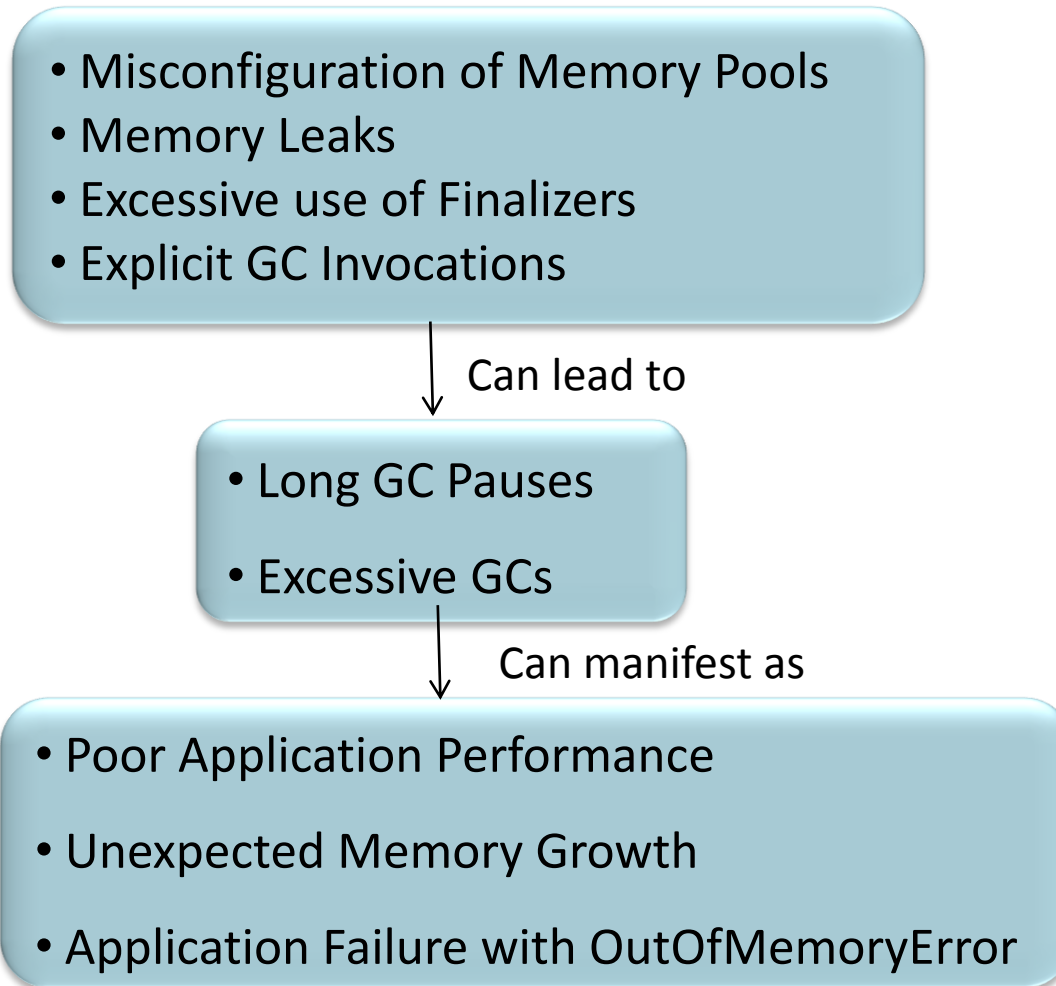 • Misconfiguration of Memory Pools
• Memory Leaks
• Excessive use of Finalizers
• Explicit GC Invocations
Can lead to
• Long GC Pauses
• Excessive GCs
Can manifest as
• Poor Application Performance
• Unexpected Memory Growth
• Application Failure with OutOfMemoryError